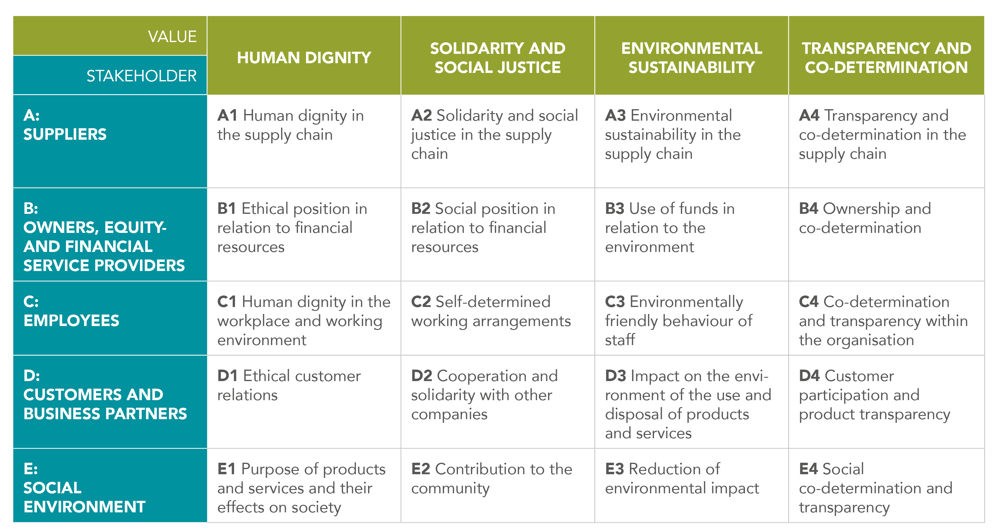 VALUE
STAKEHOLDER
HUMAN DIGNITY
SOLIDARITY AND
SOCIAL JUSTICE
ENVIRONMENTAL
SUSTAINABILITY
TRANSPARENCY AND
CO-DETERMINATION
A:
SUPPLIERS
A1 Human dignity in
the supply chain
A2 Solidarity and social
justice in the supply
chain
A3 Environmental
sustainability in the
supply chain
A4 Transparency and
co-determination in the
supply chain
B:
OWNERS, EQUITY-
AND FINANCIAL
SERVICE PROVIDERS
B1 Ethical position in
relation to financial
resources
B2 Social position in
relation to financial
resources
B3 Use of funds in
relation to the
environment
B4 Ownership and
co-determination
C:
EMPLOYEES
C1 Human dignity in the
workplace and working
environment
C2 Self-determined
working arrangements
C3 Environmentally
friendly behaviour of
staff
C4 Co-determination
and transparency within
the organisation
D:
CUSTOMERS AND
BUSINESS PARTNERS
D1 Ethical customer
relations
D2 Cooperation and
solidarity with other
companies
D3 Impact on the envi-
ronment of the use and
disposal of products
and services
D4 Customer
participation and
product transparency
E:
SOCIAL
ENVIRONMENT
E1 Purpose of products
and services and their
effects on society
E2 Contribution to the
community
E3 Reduction of
environmental impact
E4 Social
co-determination and
transparency